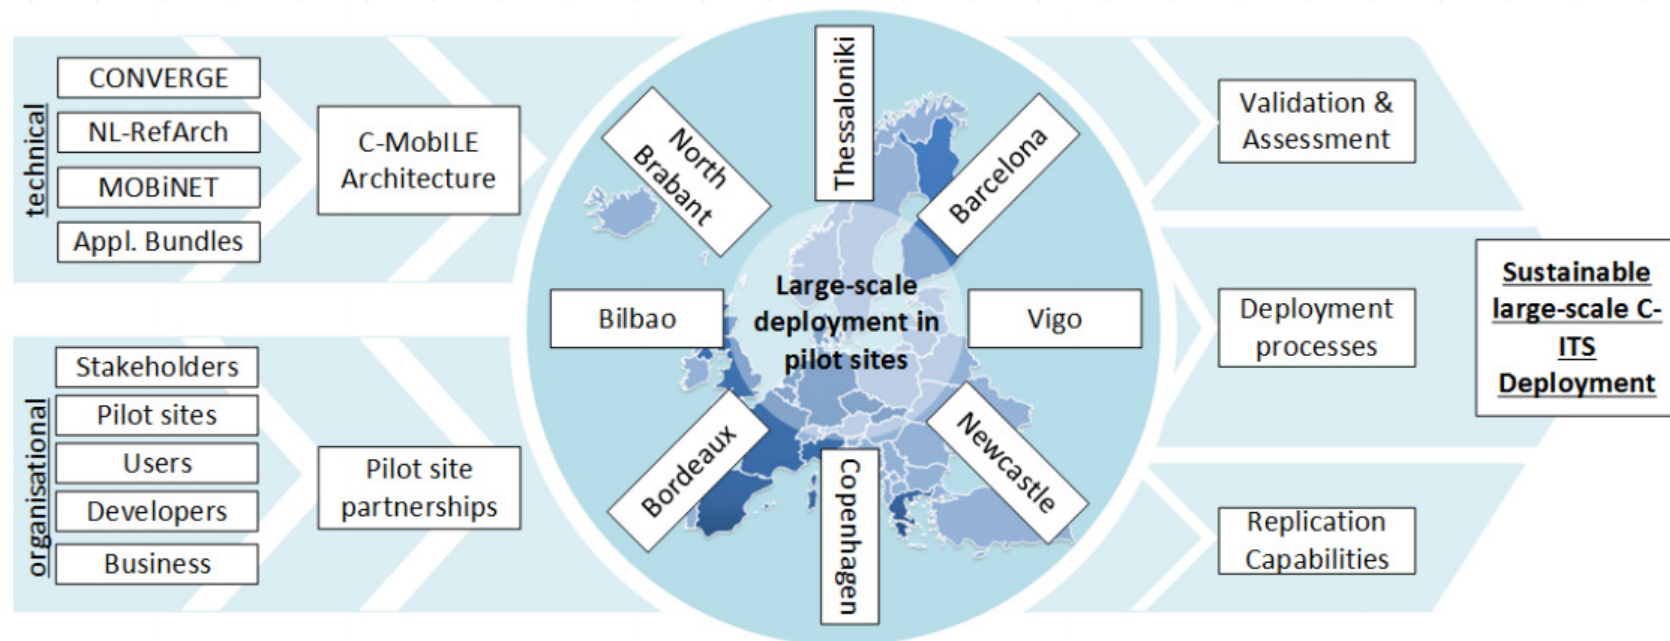 technical
CONVERGE
NL-RefArch
MOBiNET
Appl. Bundles
C-MobILE
Architecture
organisational
Stakeholders
Pilot sites
Users
Developers
Business
Pilot site
partnerships
Thessaloniki
North
Brabant
Barcelona
Bilbao
Large-scale
deployment in
pilot sites
Vigo
Bordeaux
Copenhagen
Newcastle
Validation &
Assessment
Deployment
processes
Replication
Capabilities
Sustainable
large-scale C-
ITS
Deployment